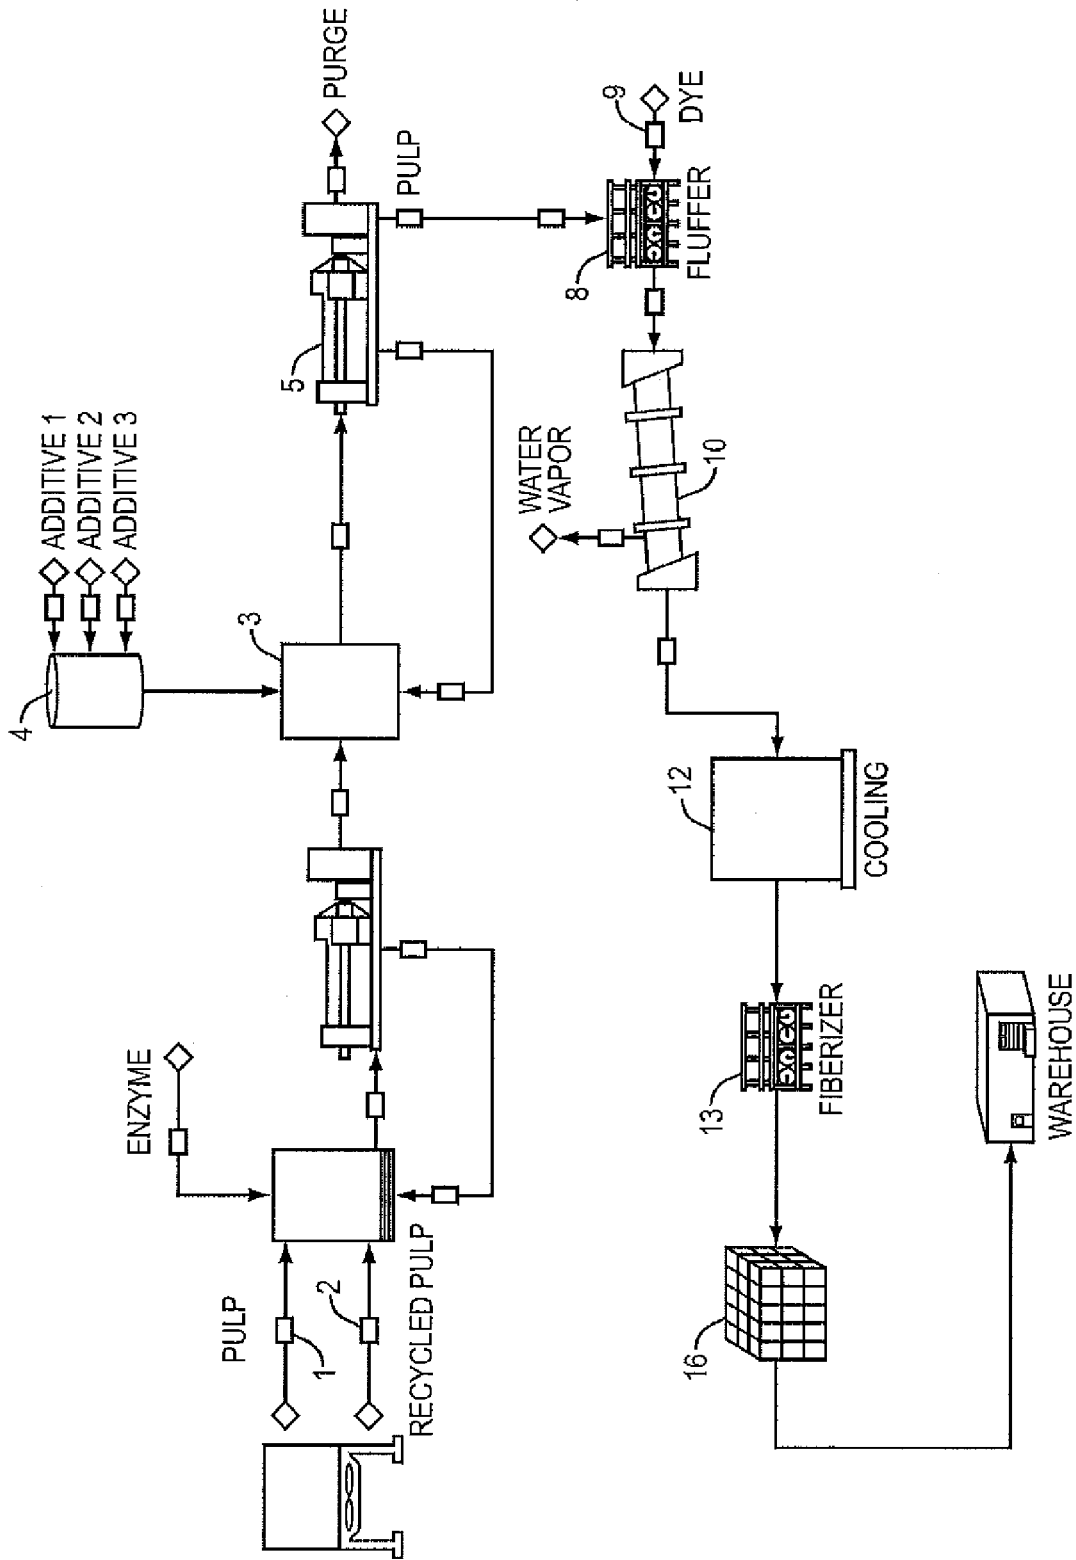 PULP
1
2
RECYCLED PULP
ENZYME
4
ADDITIVE 1
ADDITIVE 2
ADDITIVE 3
3
5
PURGE
PULP
8
FLUFFER
9
DYE
WATER
VAPOR
10
12
COOLING
13
FIBERIZER
16
WAREHOUSE